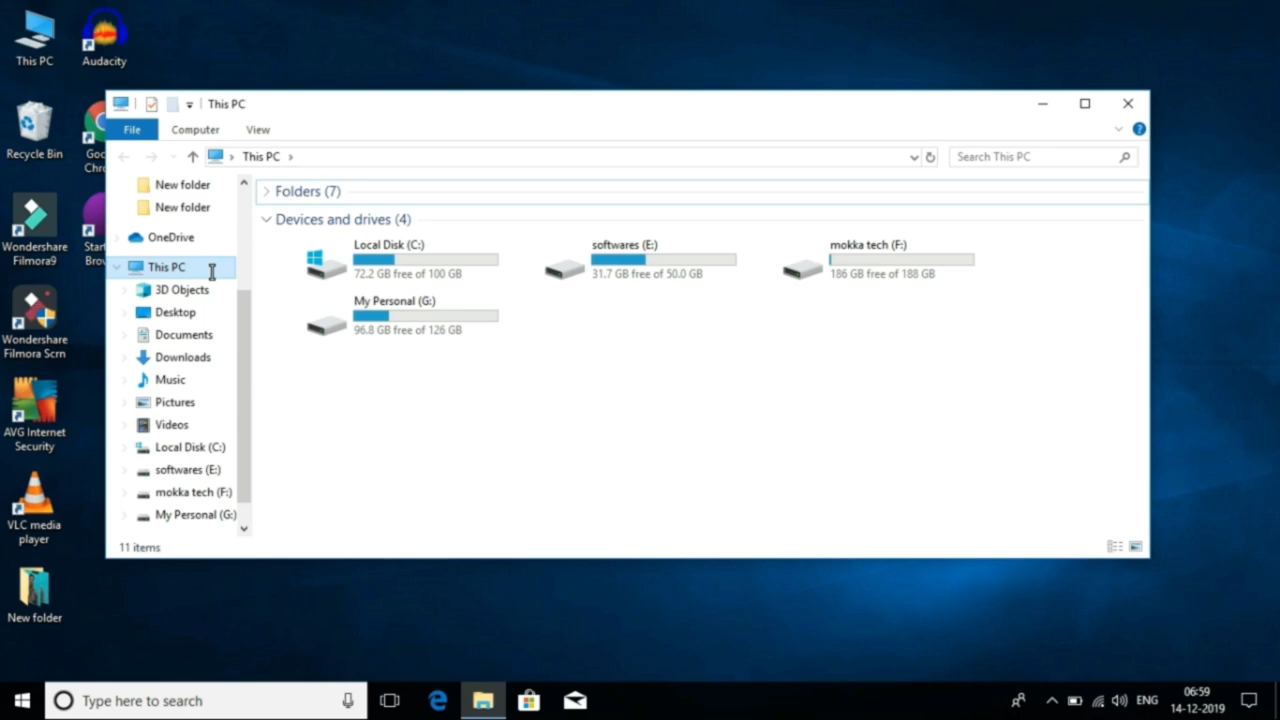 This PC
Audacity
Recycle Bin
Goo
Chro
Wondershare
Filmora9
Start
Brow
Wondershare
Filmora Scrn
AVG Internet
Security
VLC media
player
New folder
This PC
File
Computer
View
This PC
Search This PC
New folder
New folder
OneDrive
This PC
3D Objects
Desktop
Documents
Downloads
Music
Pictures
Videos
Local Disk (C:)
softwares (E:)
mokka tech (F:)
My Personal (G:)
Folders (7)
Devices and drives (4)
Local Disk (C:)
72.2 GB free of 100 GB
softwares (E:)
31.7 GB free of 50.0 GB
mokka tech (F:)
186 GB free of 188 GB
My Personal (G:)
96.8 GB free of 126 GB
11 items
Type here to search
ENG
06:59
14-12-2019